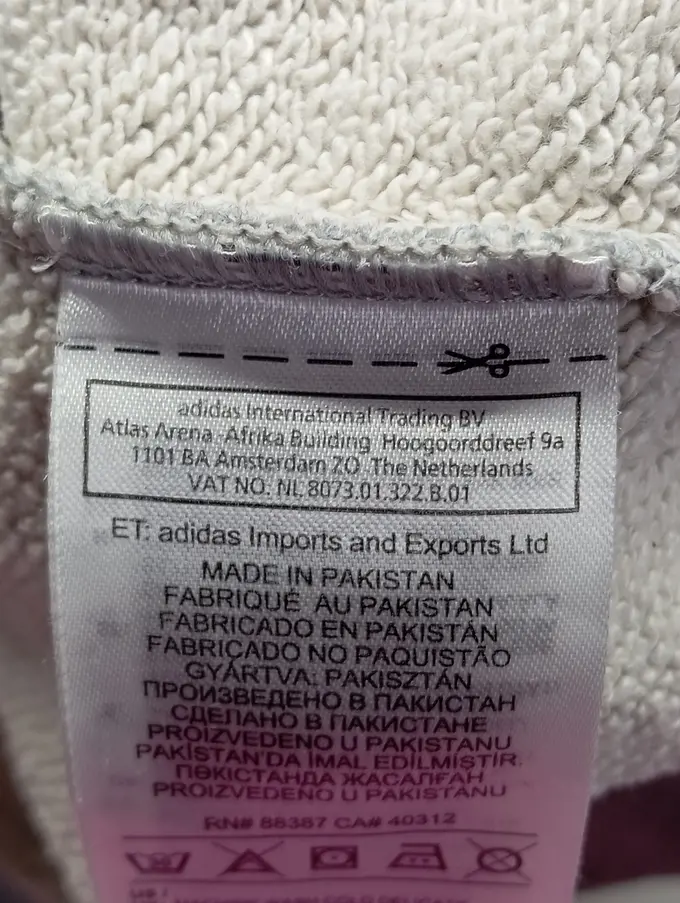 adidas International Trading BV
Atlas Arena Afrika Building Hoogoorddreef 9a
1101 BA Amsterdam ZO The Netherlands
VAT NO: NL 8073.01.322.B.01
ET: adidas Imports and Exports Ltd
MADE IN PAKISTAN
FABRIQUÉ AU PAKISTAN
FABRICADO EN PAKISTÁN
FABRICADO NO PAQUISTÃO
GYÁRTVA: PAKISZTÁN
ПРОИЗВЕДЕНО В ПАКИСТАН
СДЕЛАНО В ПАКИСТАНЕ
PROIZVEDENO U PAKISTANU
PAKİSTAN'DA İMAL EDİLMİŞTİR.
ПӘКІСТАНДА ЖАСАЛҒАН
PROIZVEDENO U PAKISTANU
RN# 88387 CA# 40312